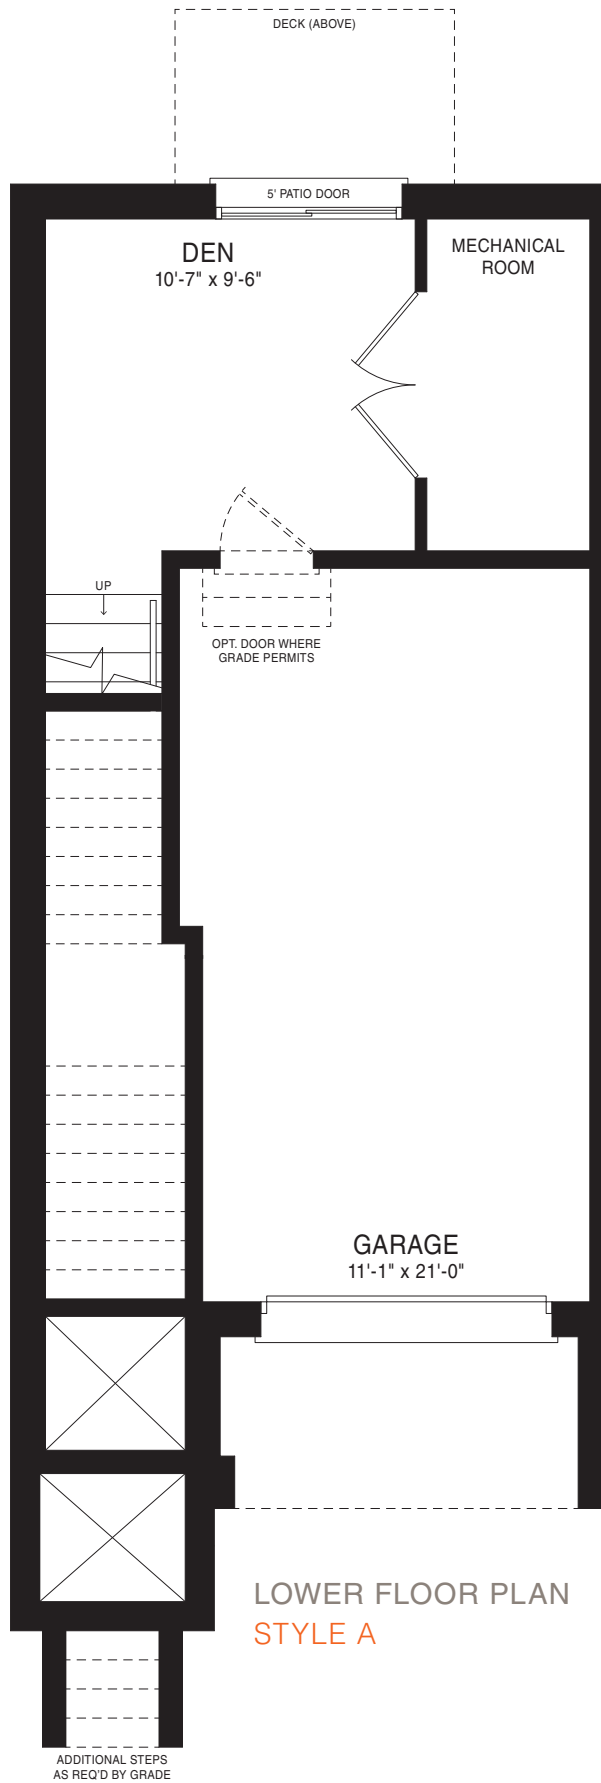 DECK (ABOVE)
5' PATIO DOOR
DEN
10'-7" x 9'-6"
MECHANICAL
ROOM
UP
OPT. DOOR WHERE
GRADE PERMITS
GARAGE
11'-1" x 21'-0"
LOWER FLOOR PLAN
STYLE A
ADDITIONAL STEPS
AS REQ'D BY GRADE